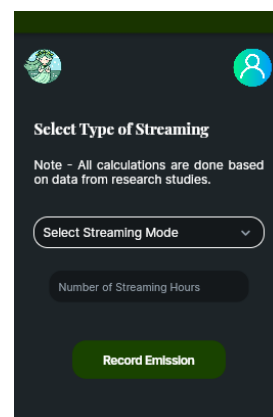 Select Type of Streaming
Note - All calculations are done based
on data from research studies.
Select Streaming Mode
Number of Streaming Hours
Record Emission